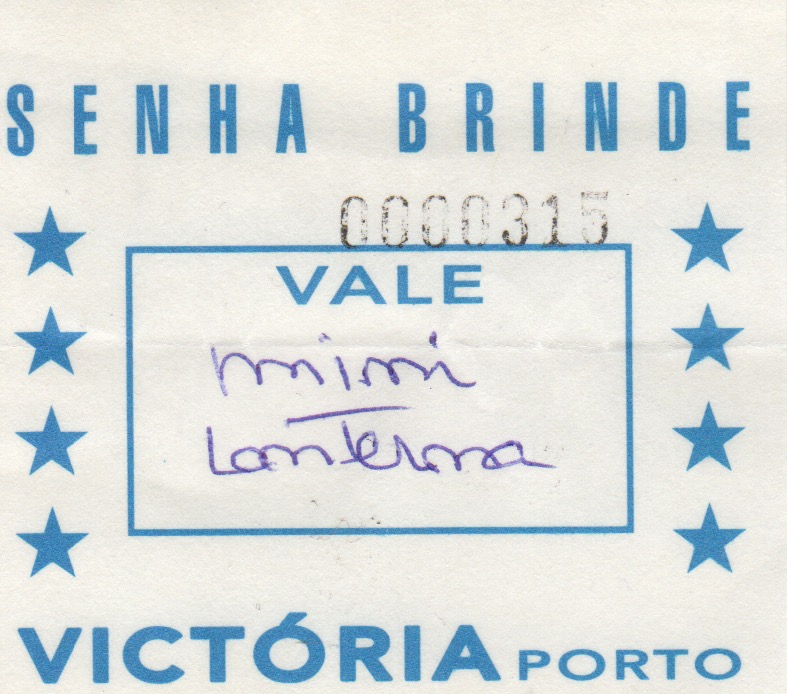 SENHA BRINDE
0000315
VALE
mini
lanterna
VICTÓRIA PORTO